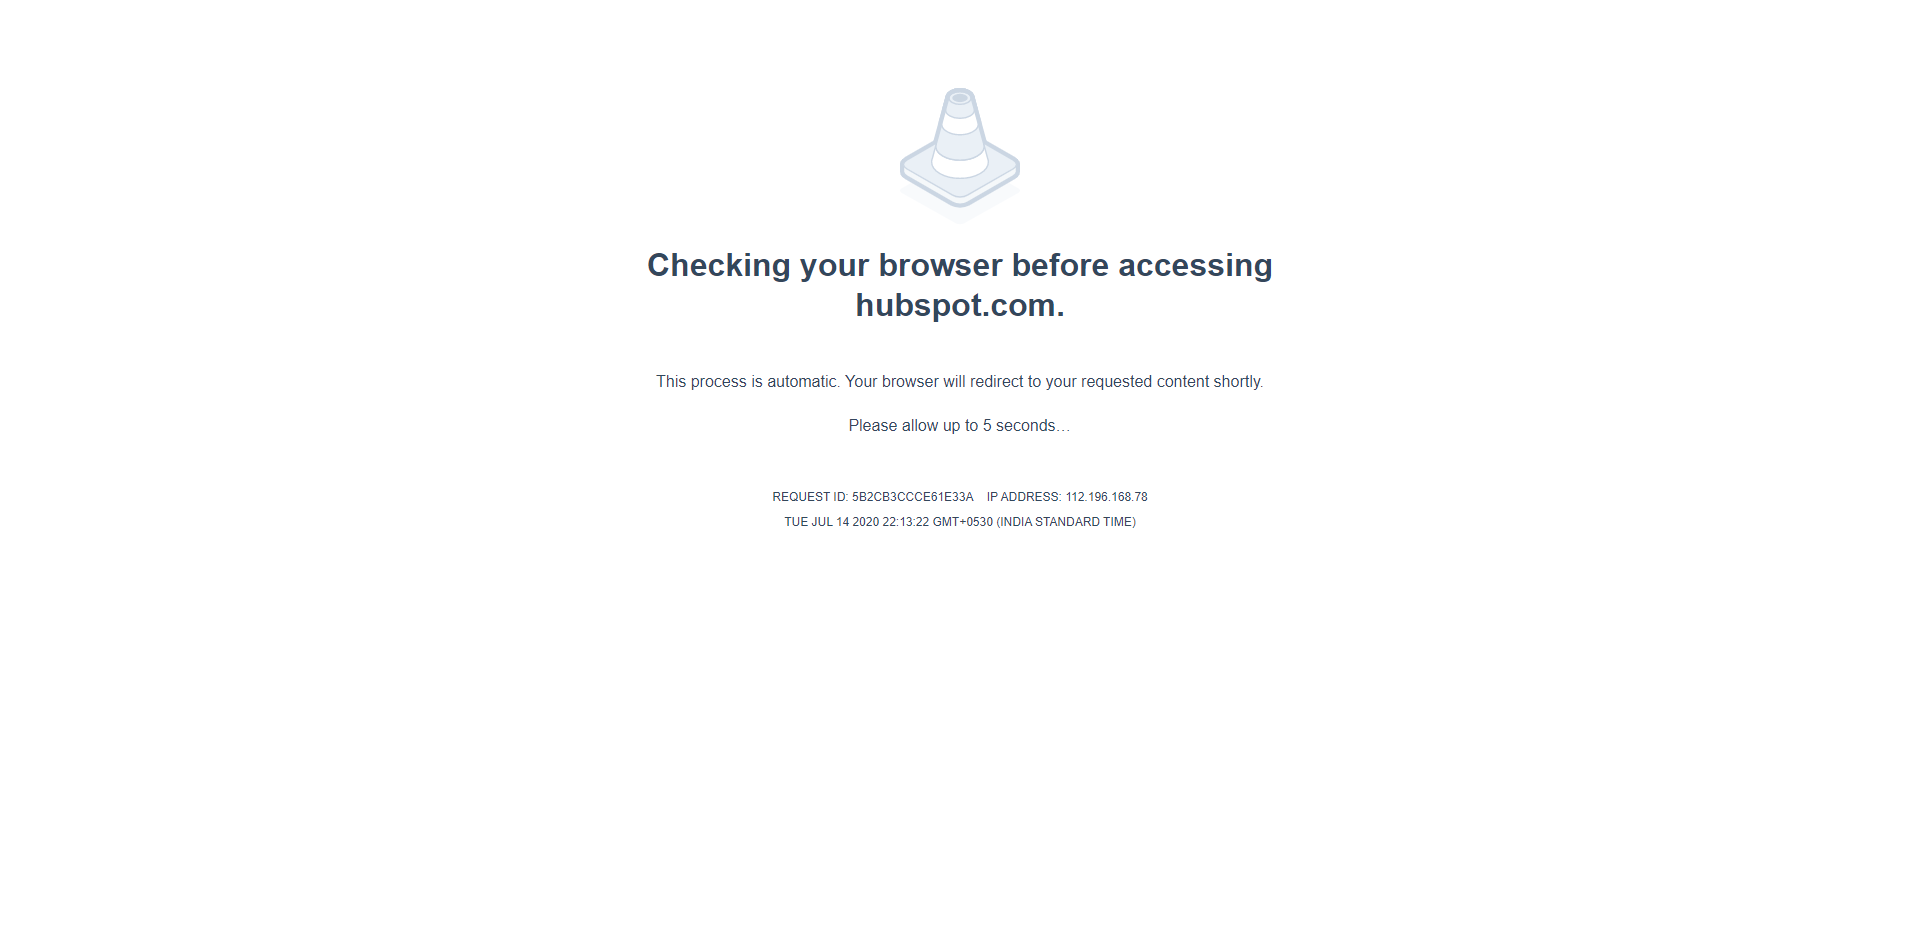 Checking your browser before accessing
hubspot.com.
This process is automatic. Your browser will redirect to your requested content shortly.
Please allow up to 5 seconds…
REQUEST ID: 5B2CB3CCCE61E33A IP ADDRESS: 112.196.168.78
TUE JUL 14 2020 22:13:22 GMT+0530 (INDIA STANDARD TIME)